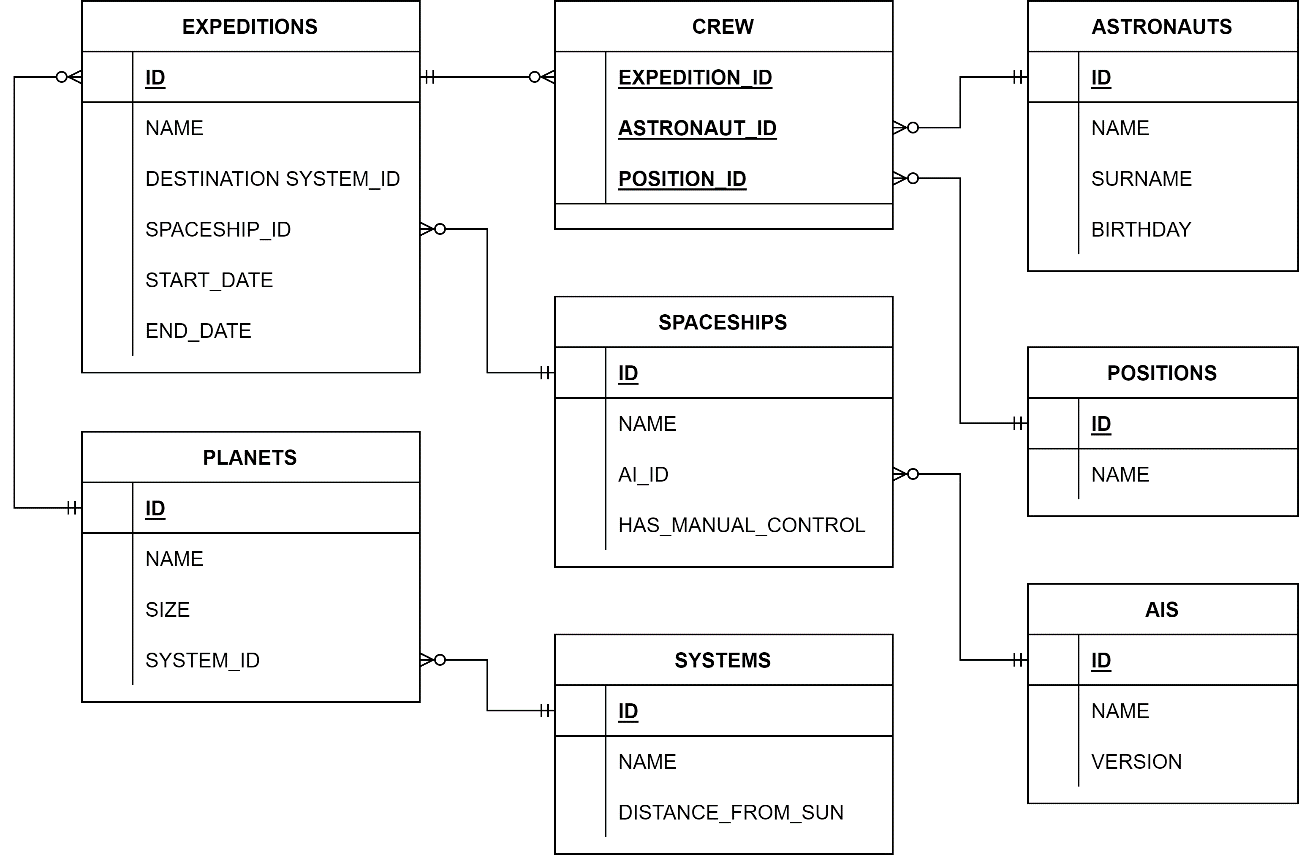 EXPEDITIONS
ID
NAME
DESTINATION SYSTEM_ID
SPACESHIP_ID
START_DATE
END_DATE
CREW
EXPEDITION_ID
ASTRONAUT_ID
POSITION_ID
ASTRONAUTS
ID
NAME
SURNAME
BIRTHDAY
SPACESHIPS
ID
NAME
AI_ID
HAS_MANUAL_CONTROL
POSITIONS
ID
NAME
PLANETS
ID
NAME
SIZE
SYSTEM_ID
SYSTEMS
ID
NAME
DISTANCE_FROM_SUN
AIS
ID
NAME
VERSION